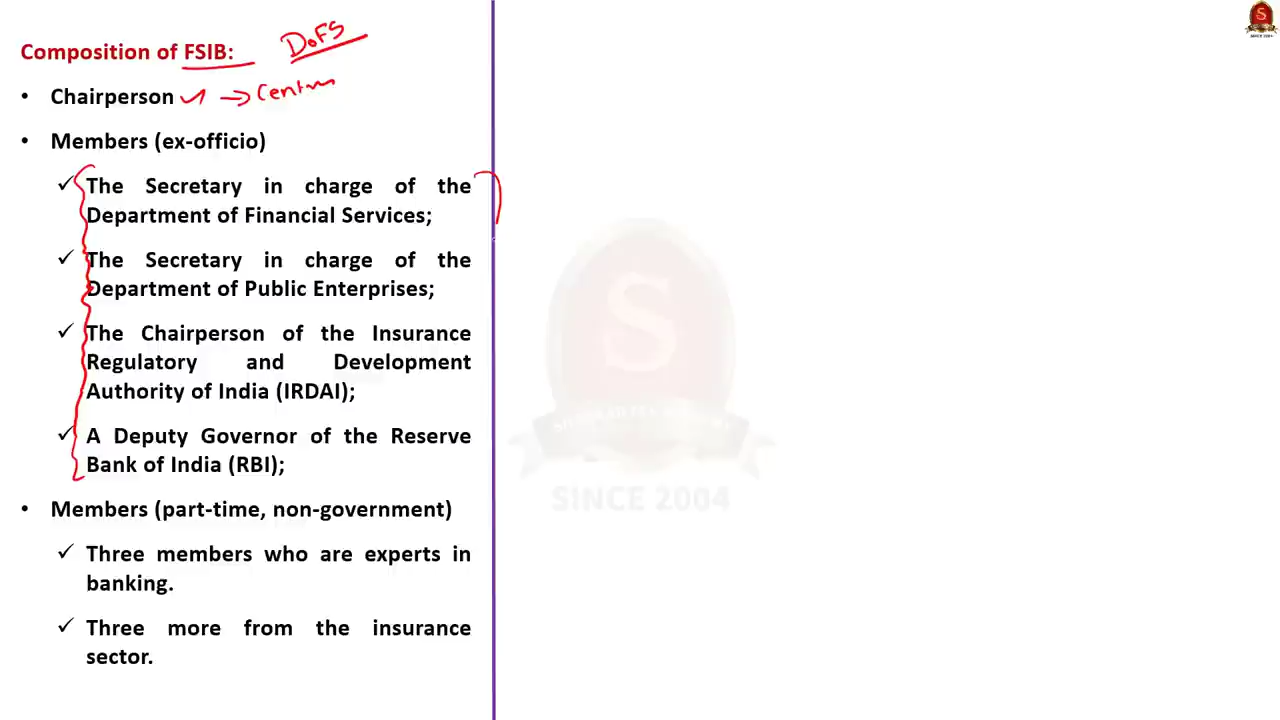 Composition of FSIB:
DoFS
• Chairperson
→ Centra
• Members (ex-officio)
✓ The Secretary in charge of the
Department of Financial Services;
✓ The Secretary in charge of the
Department of Public Enterprises;
✓ The Chairperson of the Insurance
Regulatory and Development
Authority of India (IRDAI);
✓ A Deputy Governor of the Reserve
Bank of India (RBI);
• Members (part-time, non-government)
✓ Three members who are experts in
banking.
✓ Three more from the insurance
sector.
S
SINCE 2004
S
SINCE 2004